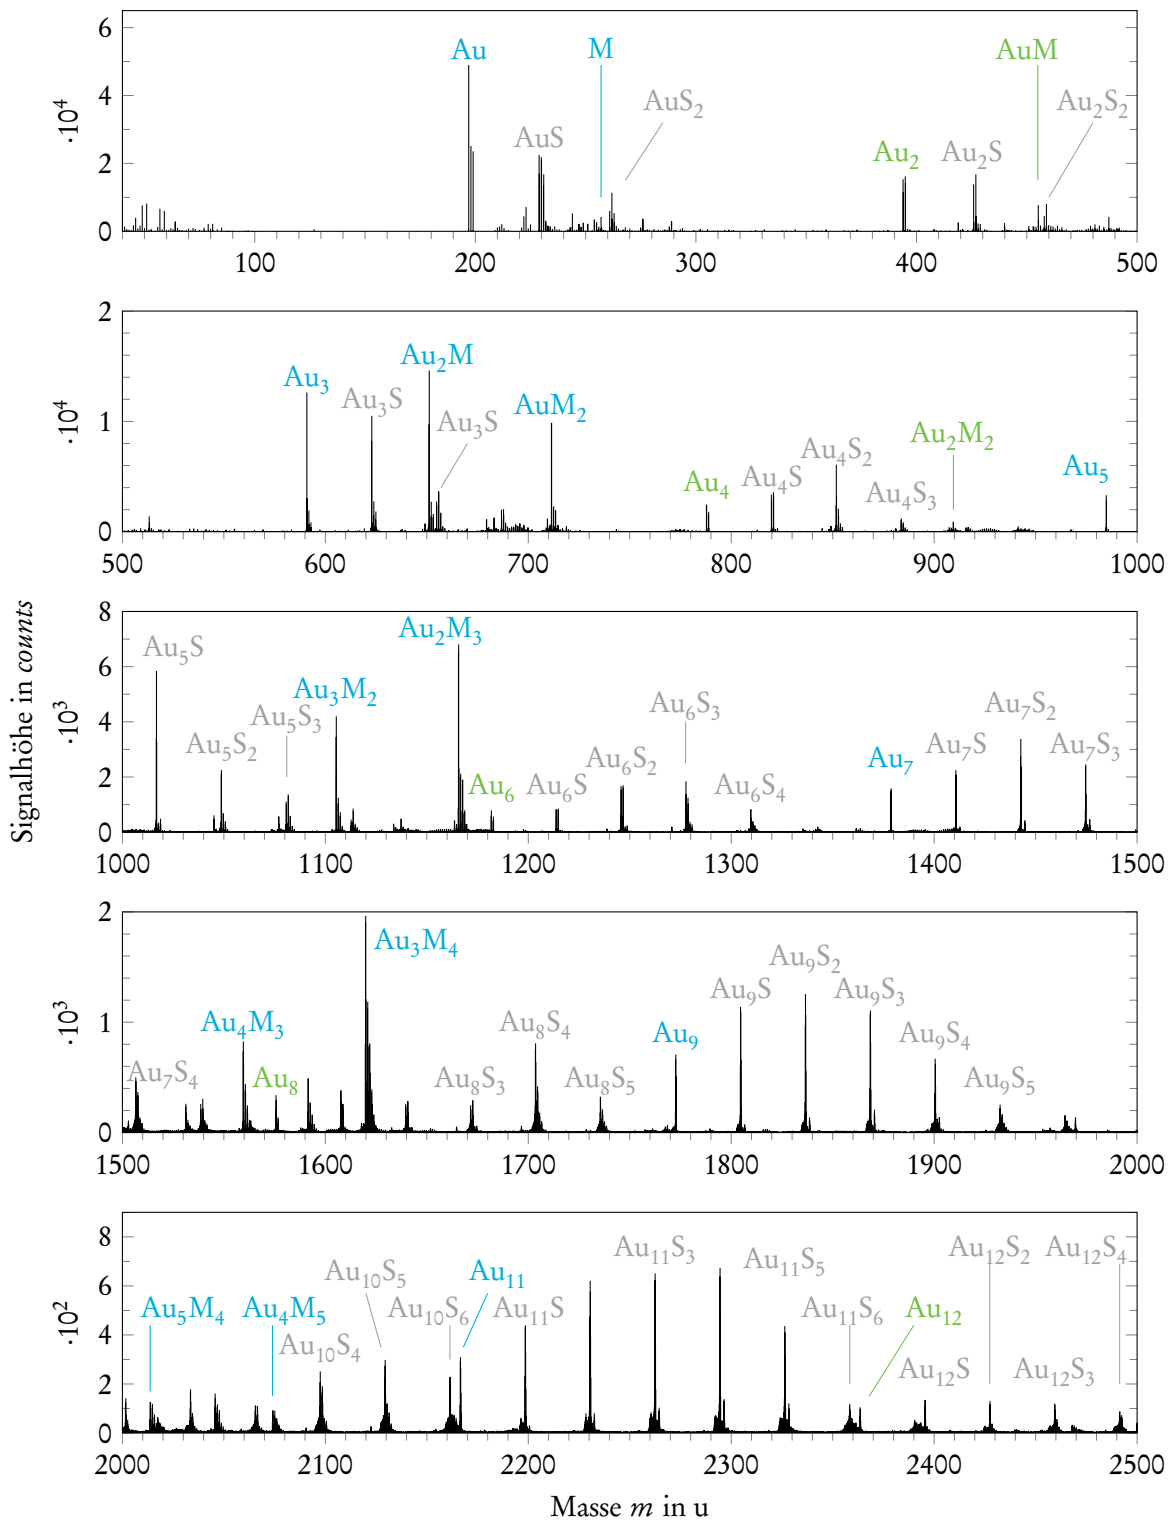 6
4
2
0
·10⁴
Au
M
AuM
AuS
AuS₂
Au₂
Au₂S
Au₂S₂
100
200
300
400
500
2
1
0
·10⁴
Au₃
Au₃S
Au₂M
Au₃S
AuM₂
Au₄
Au₄S
Au₄S₂
Au₄S₃
Au₂M₂
Au₅
500
600
700
800
900
1000
Signalhöhe in counts
8
6
4
2
0
·10³
Au₅S
Au₅S₂
Au₅S₃
Au₃M₂
Au₂M₃
Au₆
Au₆S
Au₆S₂
Au₆S₃
Au₆S₄
Au₇
Au₇S
Au₇S₂
Au₇S₃
1000
1100
1200
1300
1400
1500
2
1
0
·10³
Au₇S₄
Au₄M₃
Au₈
Au₃M₄
Au₈S₃
Au₈S₄
Au₈S₅
Au₉
Au₉S
Au₉S₂
Au₉S₃
Au₉S₄
Au₉S₅
1500
1600
1700
1800
1900
2000
8
6
4
2
0
·10²
Au₅M₄
Au₄M₅
Au₁₀S₄
Au₁₀S₅
Au₁₀S₆
Au₁₁
Au₁₁S
Au₁₁S₃
Au₁₁S₅
Au₁₁S₆
Au₁₂
Au₁₂S
Au₁₂S₂
Au₁₂S₃
Au₁₂S₄
2000
2100
2200
2300
2400
2500
Masse m in u